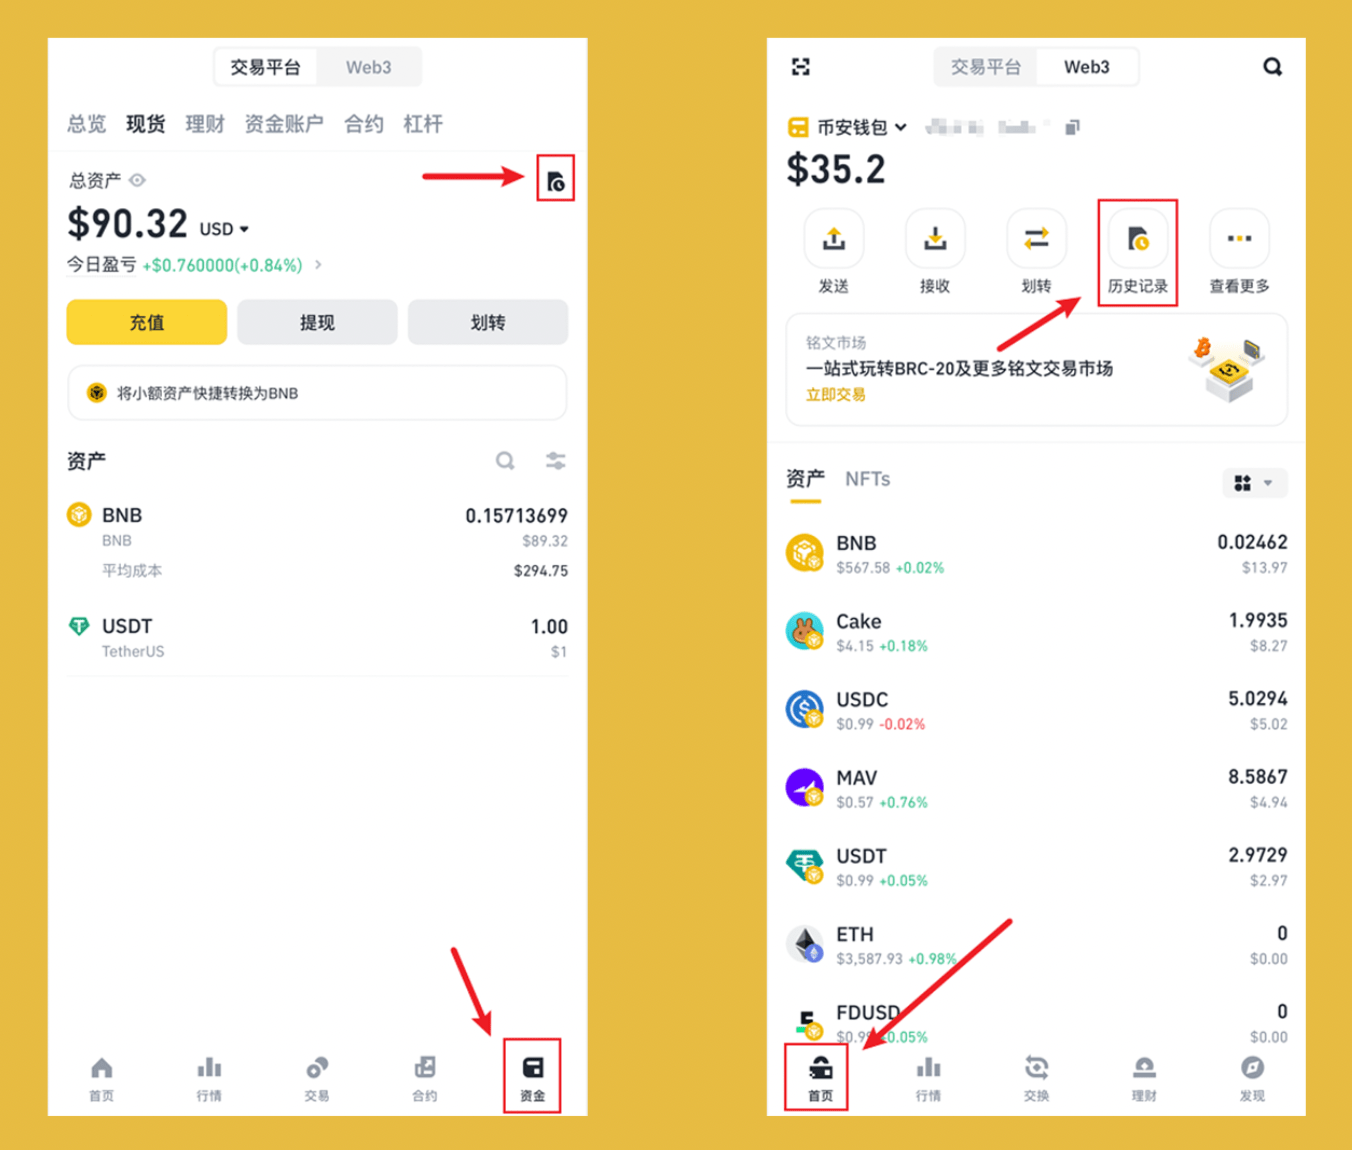 交易平台 Web3
总览 现货 理财 资金账户 合约 杠杆
总资产
$90.32 USD
今日盈亏 +$0.760000(+0.84%)
充值 提现 划转
将小额资产快捷转换为BNB
资产
BNB 0.15713699
BNB $89.32
平均成本 $294.75
USDT 1.00
TetherUS $1
首页 行情 交易 合约 资金
交易平台 Web3
币安钱包
$35.2
发送 接收 划转 历史记录 查看更多
铭文市场
一站式玩转BRC-20及更多铭文交易市场
立即交易
资产 NFTs
BNB 0.02462
$567.58 +0.02% $13.97
Cake 1.9935
$4.15 +0.18% $8.27
USDC 5.0294
$0.99 -0.02% $5.02
MAV 8.5867
$0.57 +0.76% $4.94
USDT 2.9729
$0.99 +0.05% $2.97
ETH 0
$3,587.93 +0.98% $0.00
FDUSD 0
0.05% $0.00
首页 行情 交换 理财 发现